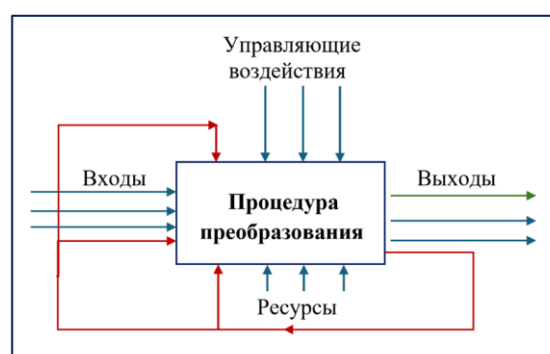 Управляющие
воздействия
Входы
Процедура
преобразования
Выходы
Ресурсы